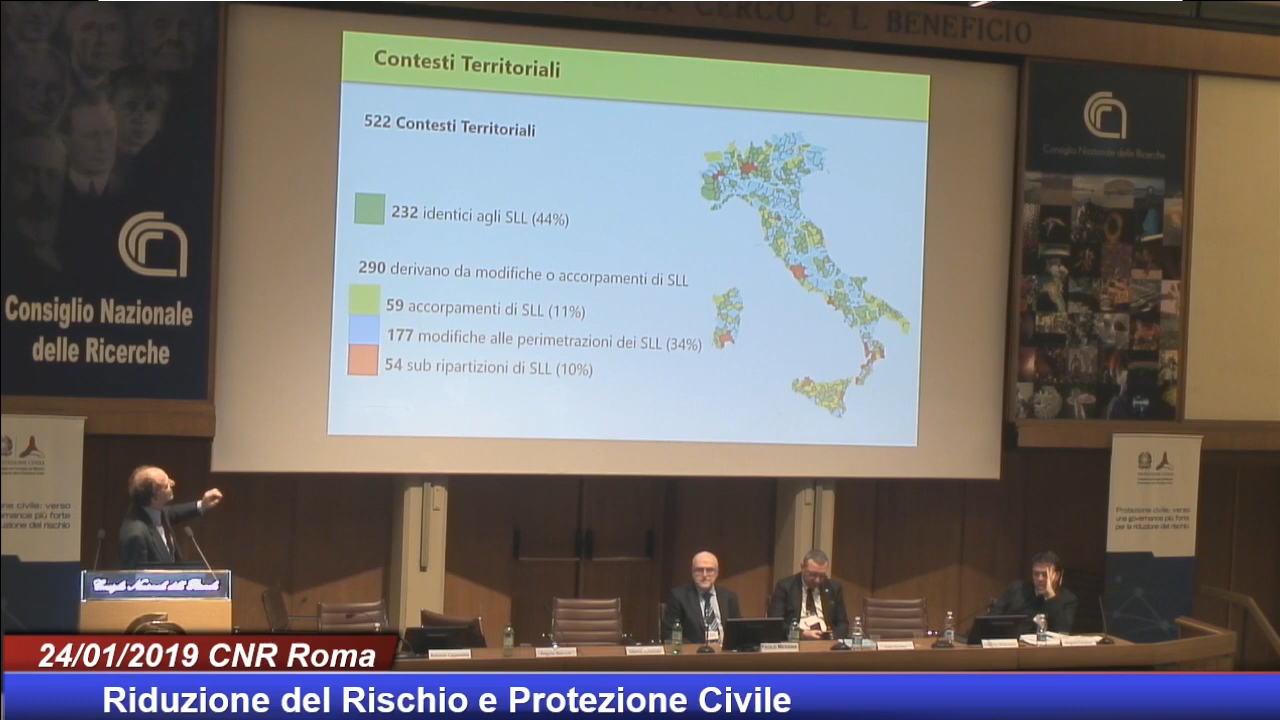 CERCO E L BENEFICIO
Contesti Territoriali
522 Contesti Territoriali
232 identici agli SLL (44%)
290 derivano da modifiche o accorpamenti di SLL
59 accorpamenti di SLL (11%)
177 modifiche alle perimetrazioni dei SLL (34%)
54 sub ripartizioni di SLL (10%)
Consiglio Nazionale
delle Ricerche
Consiglio Nazionale delle Ricerche
Protezione civile: verso
una governance più forte
per la riduzione del rischio
24/01/2019 CNR Roma
Riduzione del Rischio e Protezione Civile